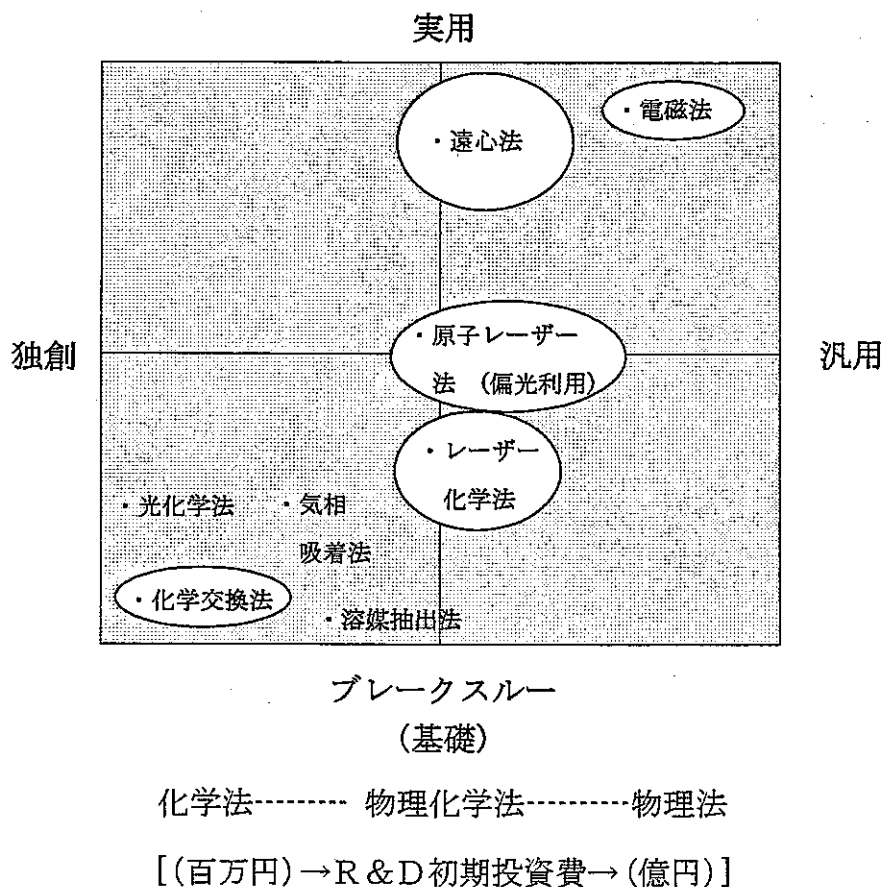 実用
・電磁法
・遠心法
独創
汎用
・原子レーザー
法 (偏光利用)
・レーザー
化学法
・光化学法
・気相
吸着法
・化学交換法
・溶媒抽出法
ブレークスルー
(基礎)
化学法‥‥‥‥ 物理化学法‥‥‥‥物理法
[(百万円)→R&D初期投資費→(億円)]